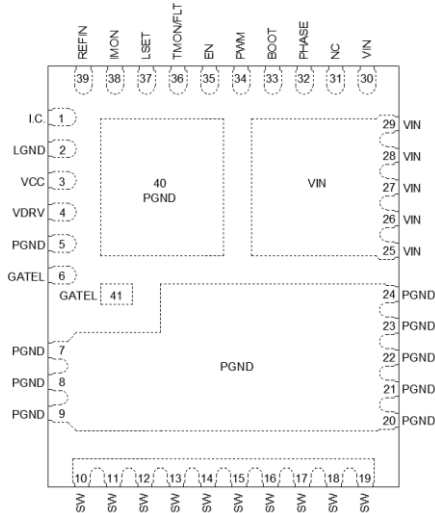 REFIN IMON LSET TMON/FLT EN PWM BOOT PHASE NC VIN
39 38 37 36 35 34 33 32 31 30
I.C. 1
LGND 2
VCC 3
VDRV 4
PGND 5
GATEL 6
40
PGND
VIN
29 VIN
28 VIN
27 VIN
26 VIN
25 VIN
GATEL 41
24 PGND
23 PGND
22 PGND
21 PGND
20 PGND
PGND 7
PGND 8
PGND 9
PGND
10 11 12 13 14 15 16 17 18 19
SW SW SW SW SW SW SW SW SW SW